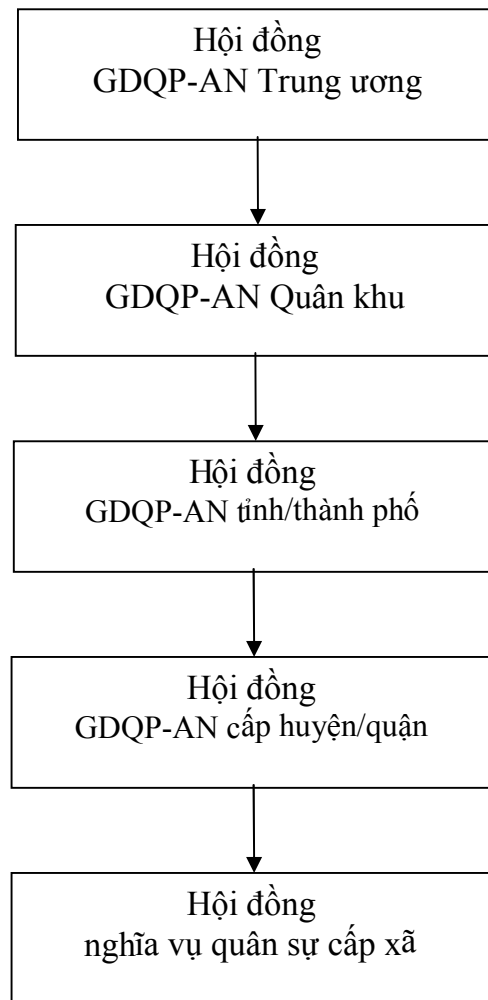 Hội đồng
GDQP-AN Trung ương
Hội đồng
GDQP-AN Quân khu
Hội đồng
GDQP-AN tỉnh/thành phố
Hội đồng
GDQP-AN cấp huyện/quận
Hội đồng
nghĩa vụ quân sự cấp xã